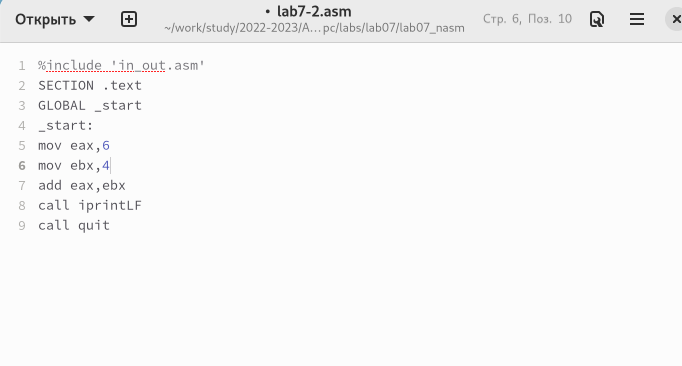 Открыть
• lab7-2.asm
~/work/study/2022-2023/A...pc/labs/lab07/lab07_nasm
Стр. 6, Поз. 10
1 %include 'in_out.asm'
2 SECTION .text
3 GLOBAL _start
4 _start:
5 mov eax,6
6 mov ebx,4
7 add eax,ebx
8 call iprintLF
9 call quit